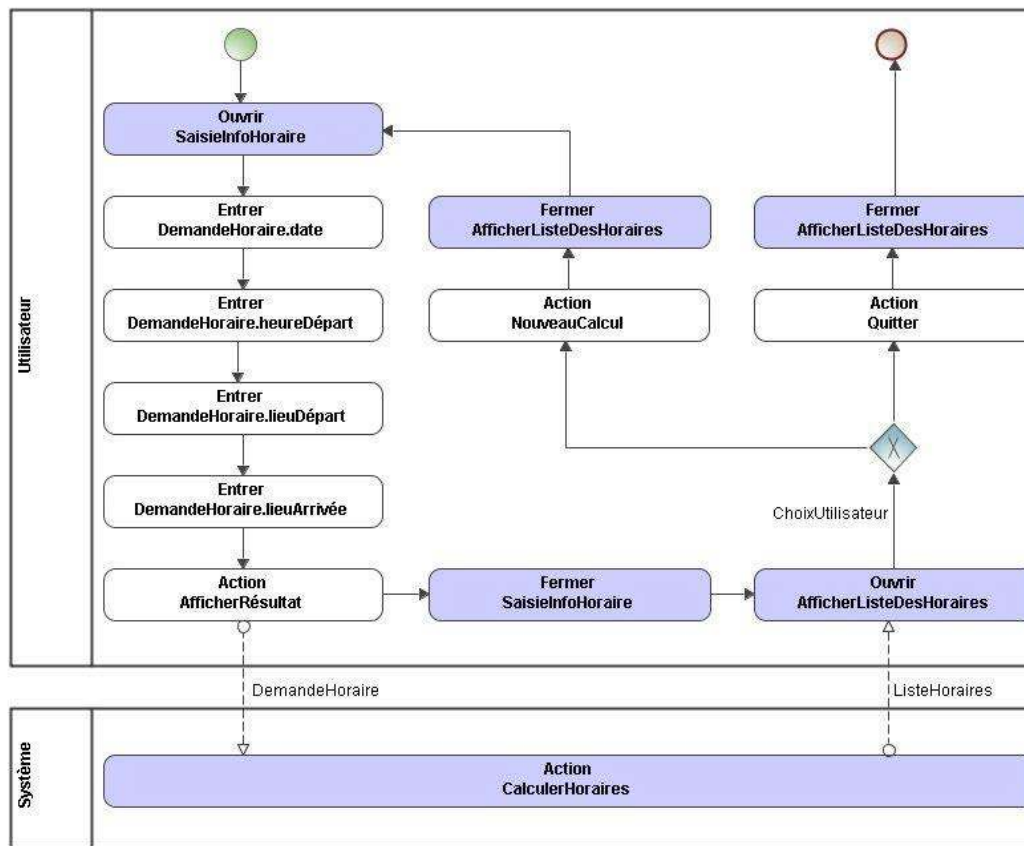 Utilisateur
Ouvrir
SaisieInfoHoraire
Entrer
DemandeHoraire.date
Fermer
AfficherListeDesHoraires
Fermer
AfficherListeDesHoraires
Entrer
DemandeHoraire.heureDépart
Action
NouveauCalcul
Action
Quitter
Entrer
DemandeHoraire.lieuDépart
X
Entrer
DemandeHoraire.lieuArrivée
ChoixUtilisateur
Action
AfficherRésultat
Fermer
SaisieInfoHoraire
Ouvrir
AfficherListeDesHoraires
DemandeHoraire
ListeHoraires
Système
Action
CalculerHoraires